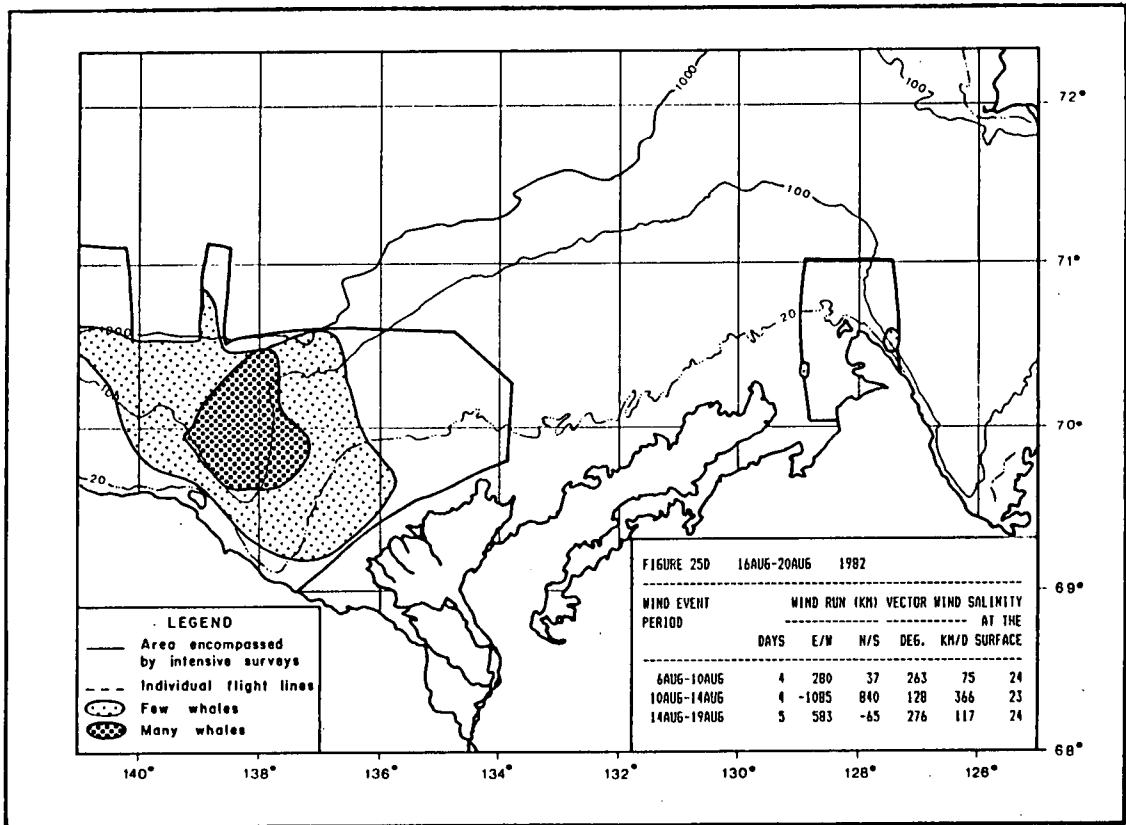 1000
1007
72°
100
71°
1000
20
100
70°
20
FIGURE 25D 16AUG-20AUG 1982
WIND EVENT WIND RUN (KM) VECTOR WIND SALINITY
PERIOD AT THE
DAYS E/W N/S DEG. KM/D SURFACE
6AUG-10AUG 4 280 37 263 75 24
10AUG-14AUG 4 -1085 840 128 366 23
14AUG-19AUG 5 583 -65 276 117 24
69°
LEGEND
Area encompassed
by intensive surveys
Individual flight lines
Few whales
Many whales
68°
140° 138° 136° 134° 132° 130° 128° 126°